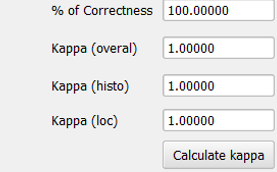 % of Correctness 100.00000
Kappa (overal) 1.00000
Kappa (histo) 1.00000
Kappa (loc) 1.00000
Calculate kappa